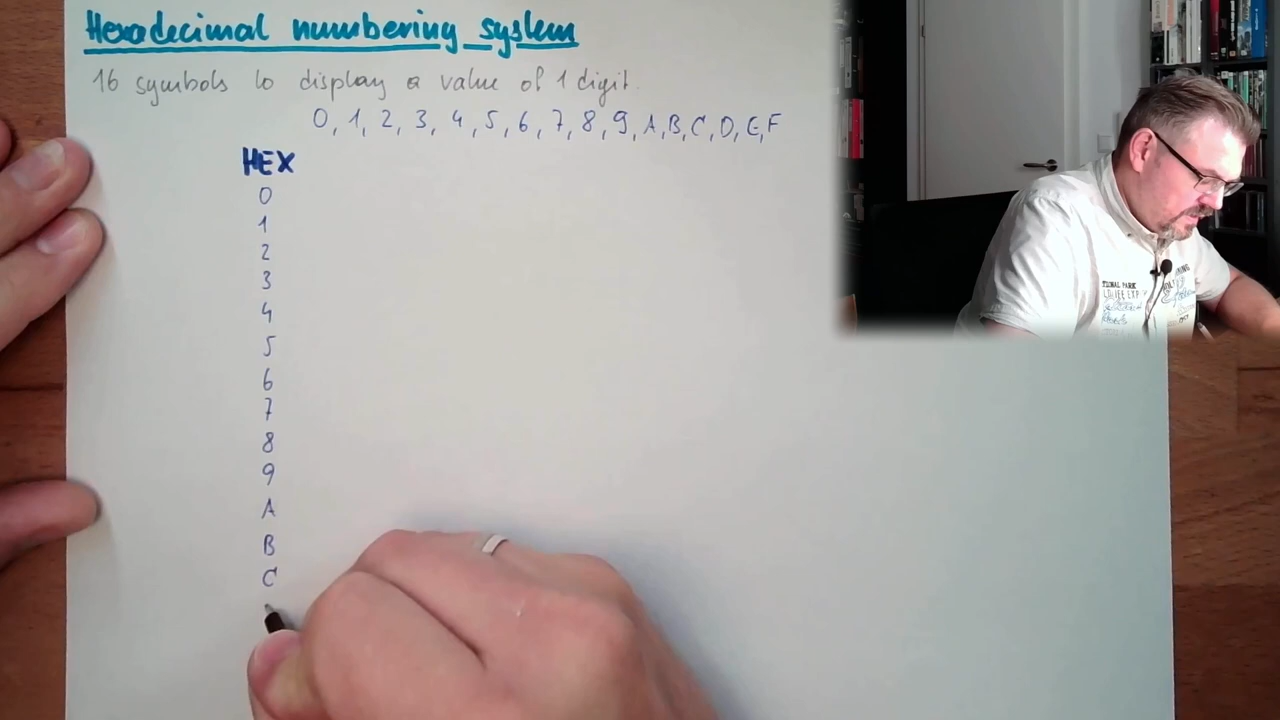 Hexadecimal numbering system
16 symbols to display a value of 1 digit.
0, 1, 2, 3, 4, 5, 6, 7, 8, 9, A, B, C, D, E, F
HEX
0
1
2
3
4
5
6
7
8
9
A
B
C